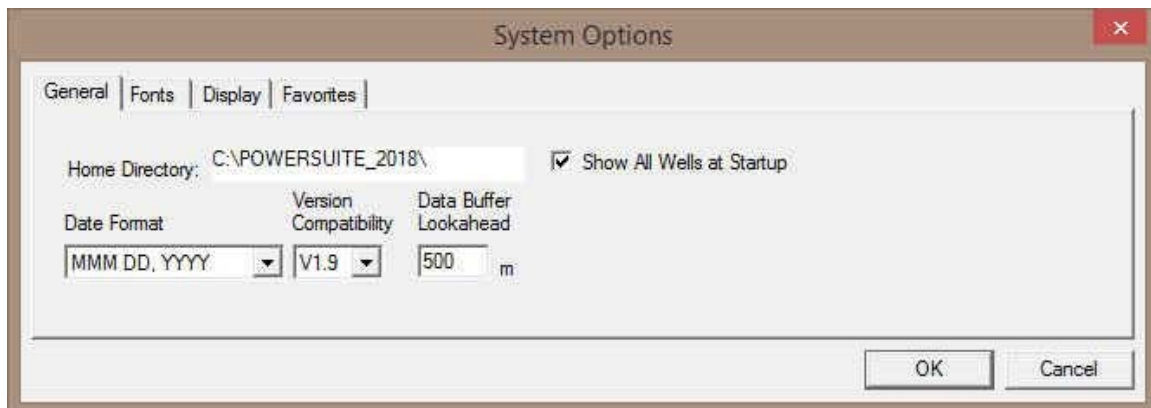 System Options
General Fonts Display Favorites
Home Directory: C:\POWERSUITE_2018\ Show All Wells at Startup
Date Format
Version Compatibility
Data Buffer Lookahead
MMM DD, YYYY V1.9 500 m
OK Cancel